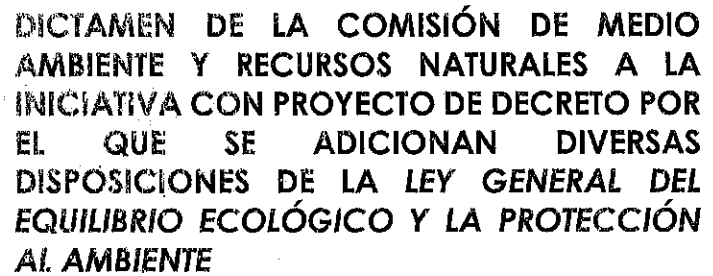 DICTAMEN DE LA COMISIÓN DE MEDIO
AMBIENTE Y RECURSOS NATURALES A LA
INICIATIVA CON PROYECTO DE DECRETO POR
EL QUE SE ADICIONAN DIVERSAS
DISPOSICIONES DE LA LEY GENERAL DEL
EQUILIBRIO ECOLÓGICO Y LA PROTECCIÓN
AL AMBIENTE